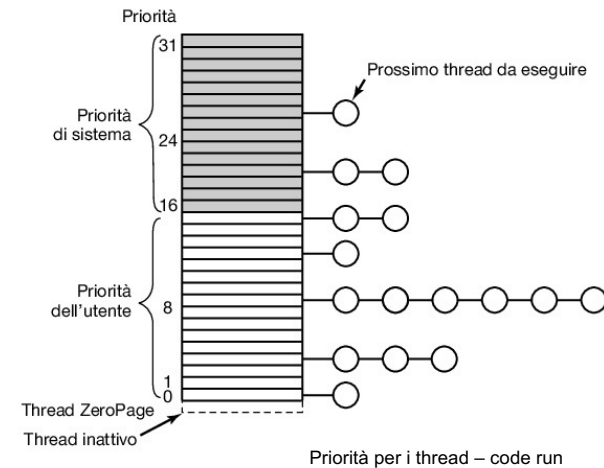 Priorità
31
Prossimo thread da eseguire
Priorità
di sistema
24
16
Priorità
dell'utente
8
1
0
Thread ZeroPage
Thread inattivo
Priorità per i thread – code run